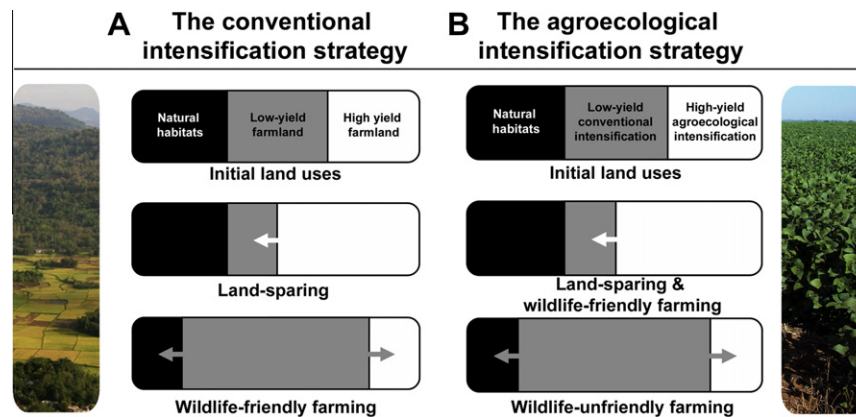 A
The conventional
intensification strategy
Natural
habitats
Low-yield
farmland
High yield
farmland
Initial land uses
Land-sparing
Wildlife-friendly farming
B
The agroecological
intensification strategy
Natural
habitats
Low-yield
conventional
intensification
High-yield
agroecological
intensification
Initial land uses
Land-sparing &
wildlife-friendly farming
Wildlife-unfriendly farming